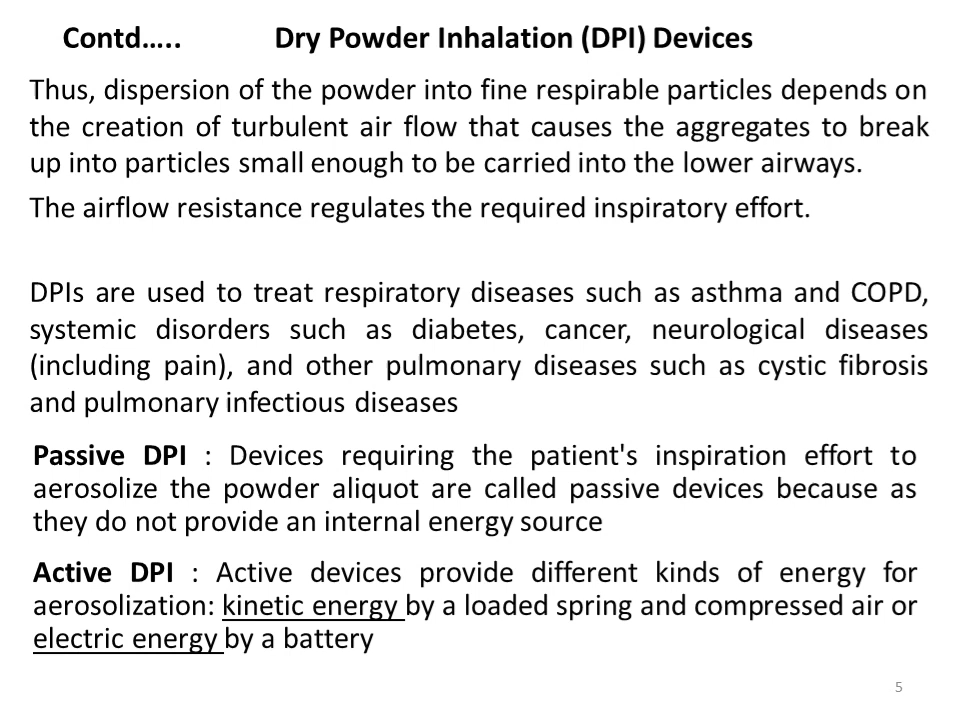 Contd….. Dry Powder Inhalation (DPI) Devices
Thus, dispersion of the powder into fine respirable particles depends on
the creation of turbulent air flow that causes the aggregates to break
up into particles small enough to be carried into the lower airways.
The airflow resistance regulates the required inspiratory effort.
DPIs are used to treat respiratory diseases such as asthma and COPD,
systemic disorders such as diabetes, cancer, neurological diseases
(including pain), and other pulmonary diseases such as cystic fibrosis
and pulmonary infectious diseases
Passive DPI : Devices requiring the patient's inspiration effort to
aerosolize the powder aliquot are called passive devices because as
they do not provide an internal energy source
Active DPI : Active devices provide different kinds of energy for
aerosolization: kinetic energy by a loaded spring and compressed air or
electric energy by a battery
5